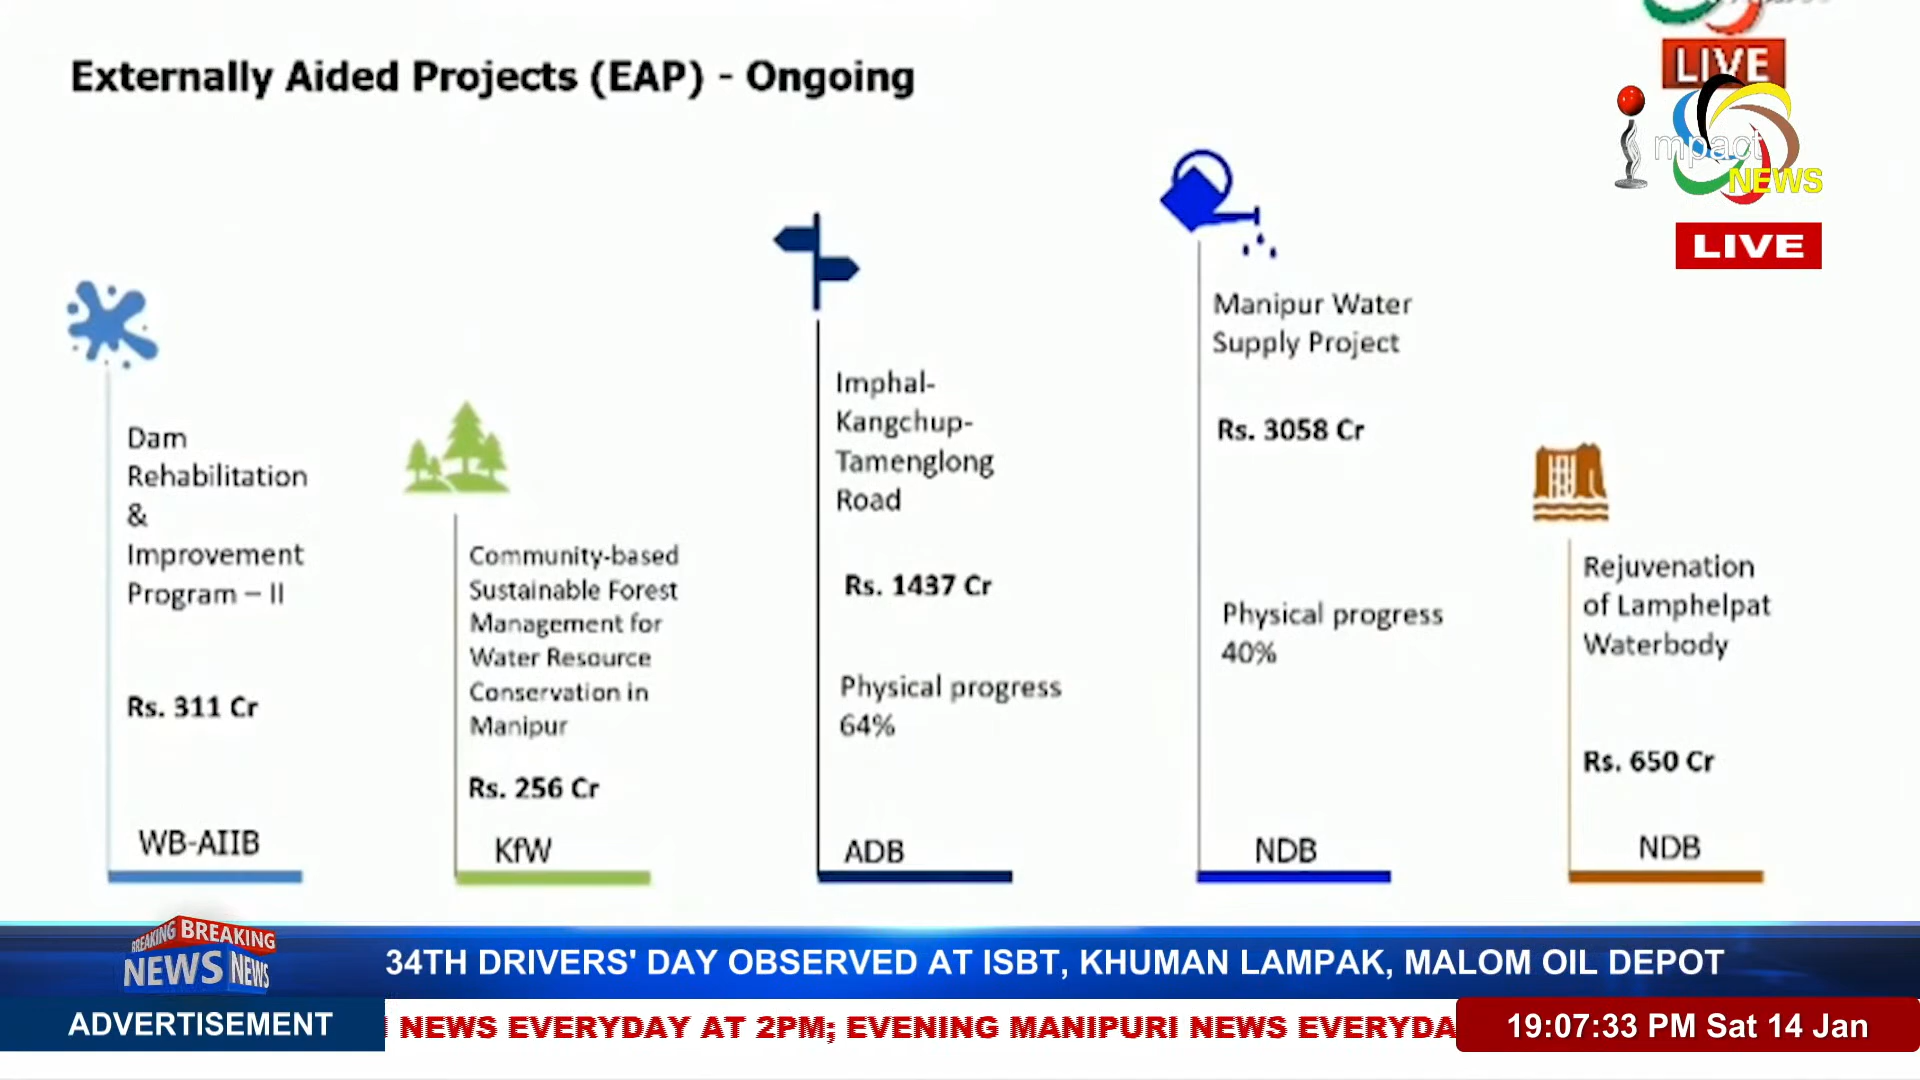 Externally Aided Projects (EAP) - Ongoing
LIVE
mpact
NEWS
LIVE
Dam
Rehabilitation
&
Improvement
Program – II
Rs. 311 Cr
WB-AIIB
Community-based
Sustainable Forest
Management for
Water Resource
Conservation in
Manipur
Rs. 256 Cr
KfW
Imphal-
Kangchup-
Tamenglong
Road
Rs. 1437 Cr
Physical progress
64%
ADB
Manipur Water
Supply Project
Rs. 3058 Cr
Physical progress
40%
NDB
Rejuvenation
of Lamphelpat
Waterbody
Rs. 650 Cr
NDB
BREAKING BREAKING
NEWS NEWS
34TH DRIVERS' DAY OBSERVED AT ISBT, KHUMAN LAMPAK, MALOM OIL DEPOT
ADVERTISEMENT
NEWS EVERYDAY AT 2PM; EVENING MANIPURI NEWS EVERYDA
19:07:33 PM Sat 14 Jan